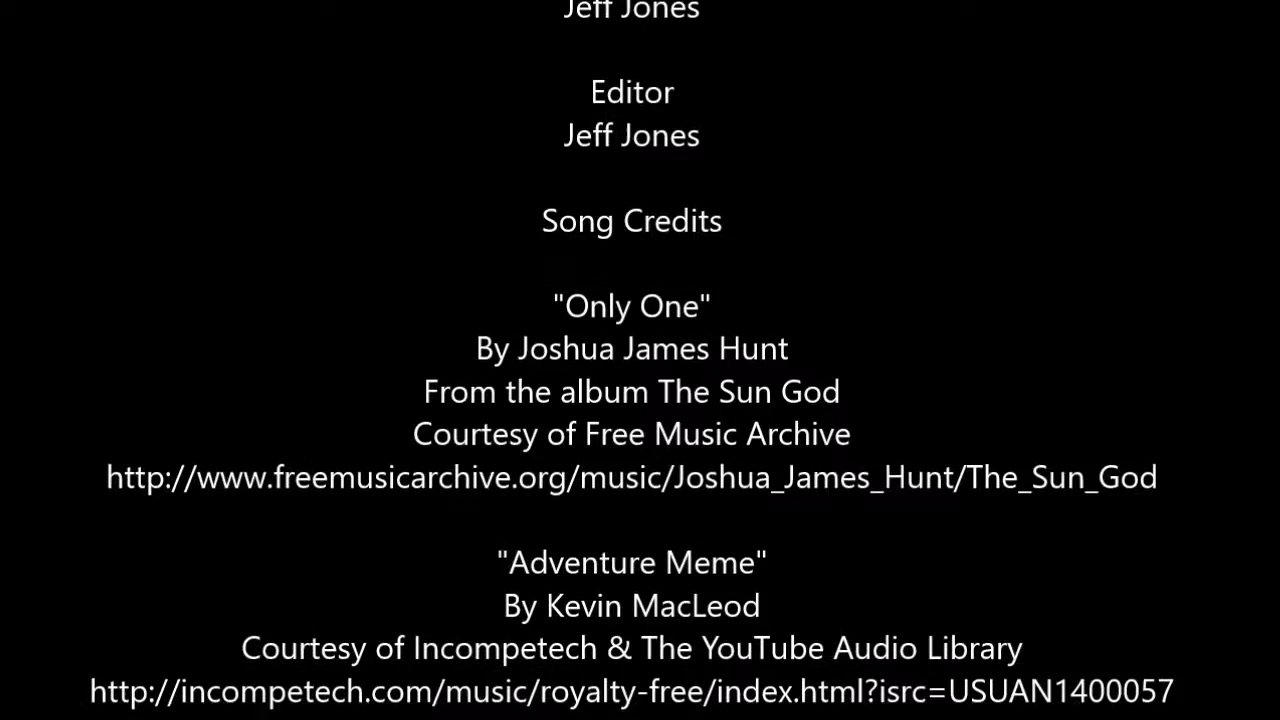 Jeff Jones
Editor
Jeff Jones
Song Credits
"Only One"
By Joshua James Hunt
From the album The Sun God
Courtesy of Free Music Archive
http://www.freemusicarchive.org/music/Joshua_James_Hunt/The_Sun_God
"Adventure Meme"
By Kevin MacLeod
Courtesy of Incompetech & The YouTube Audio Library
http://incompetech.com/music/royalty-free/index.html?isrc=USUAN1400057